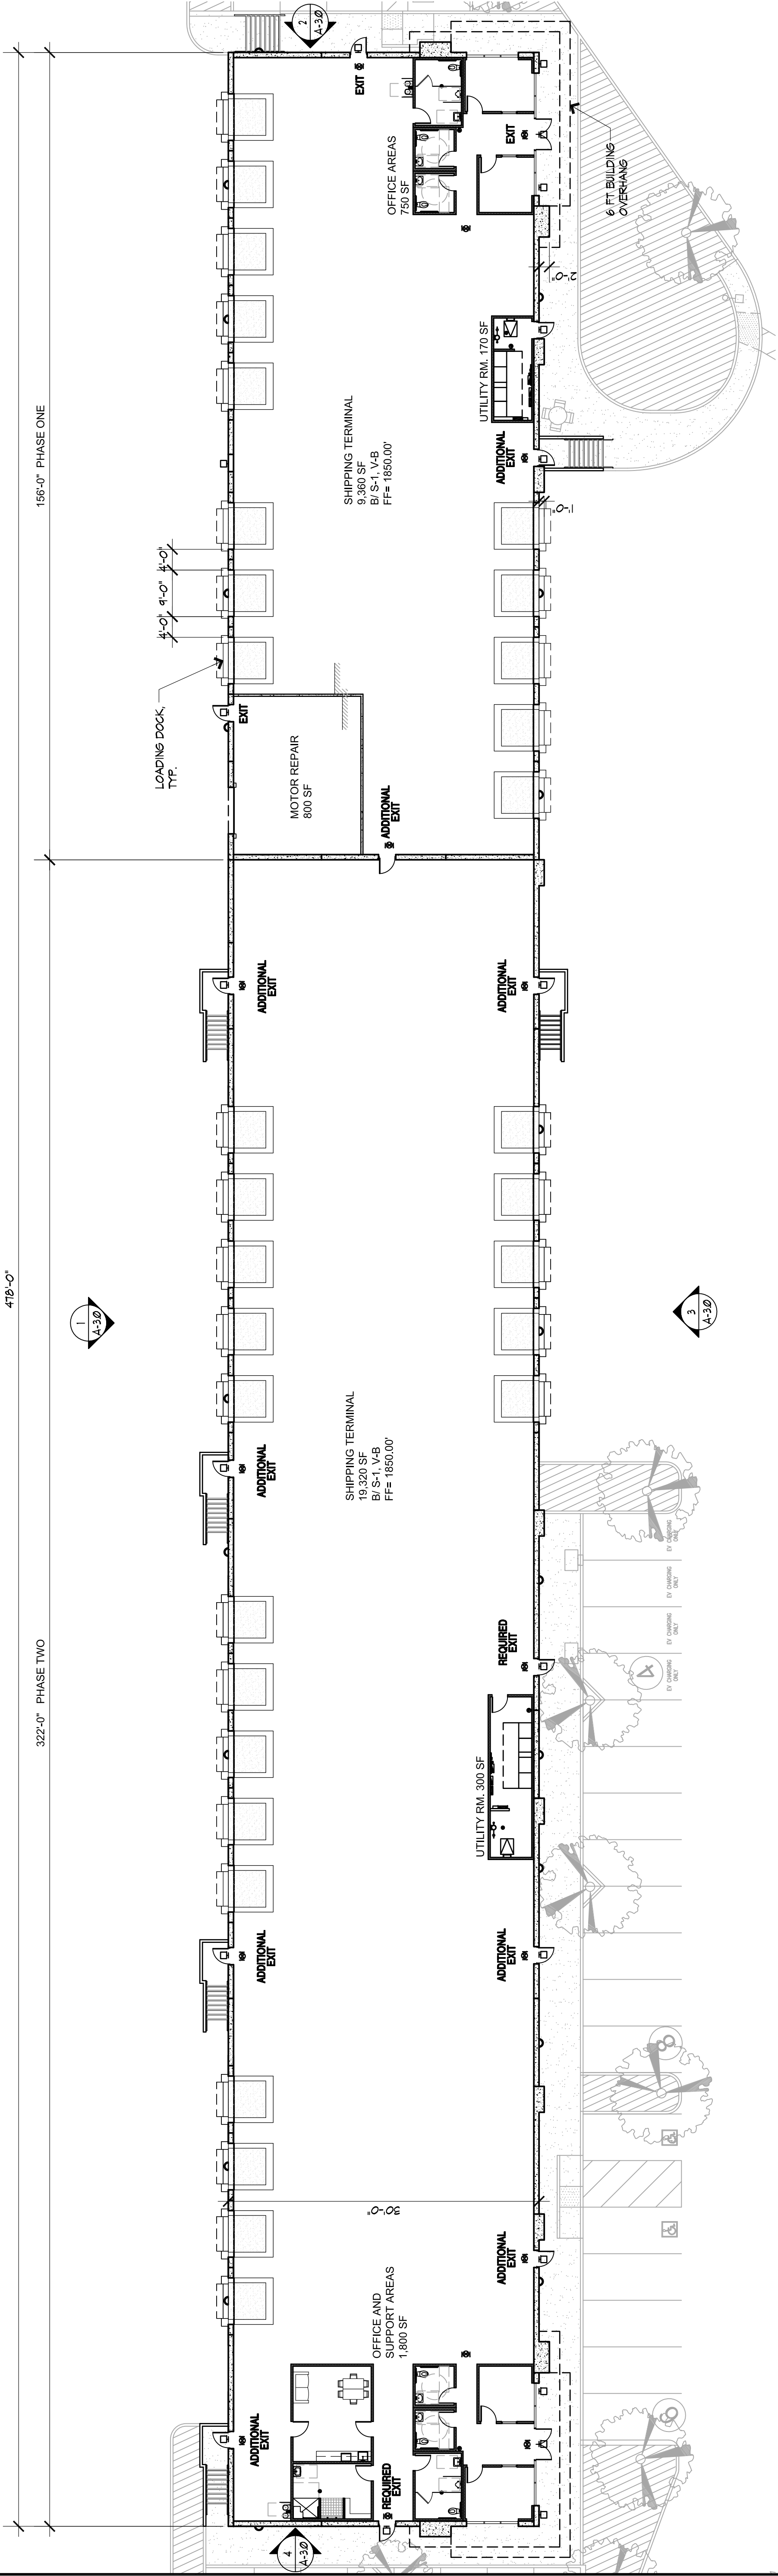 2
A-3.0
EXIT
OFFICE AREAS
750 SF
EXIT
6 FT BUILDING
OVERHANG
2'-0"
UTILITY RM. 170 SF
156'-0" PHASE ONE
SHIPPING TERMINAL
9,360 SF
B/ S-1, V-B
FF= 1850.00'
ADDITIONAL
EXIT
1'-0"
4'-0"
9'-0"
4'-0"
LOADING DOCK,
TYP.
EXIT
MOTOR REPAIR
800 SF
ADDITIONAL
EXIT
ADDITIONAL
EXIT
ADDITIONAL
EXIT
478'-0"
1
A-3.0
3
A-3.0
SHIPPING TERMINAL
19,320 SF
B/ S-1, V-B
FF= 1850.00'
ADDITIONAL
EXIT
EV CHARGING
ONLY
EV CHARGING
ONLY
EV CHARGING
ONLY
EV CHARGING
ONLY
4
322'-0" PHASE TWO
REQUIRED
EXIT
UTILITY RM. 300 SF
ADDITIONAL
EXIT
ADDITIONAL
EXIT
8
30'-0"
ADDITIONAL
EXIT
OFFICE AND
SUPPORT AREAS
1,800 SF
ADDITIONAL
EXIT
REQUIRED
EXIT
4
A-3.0